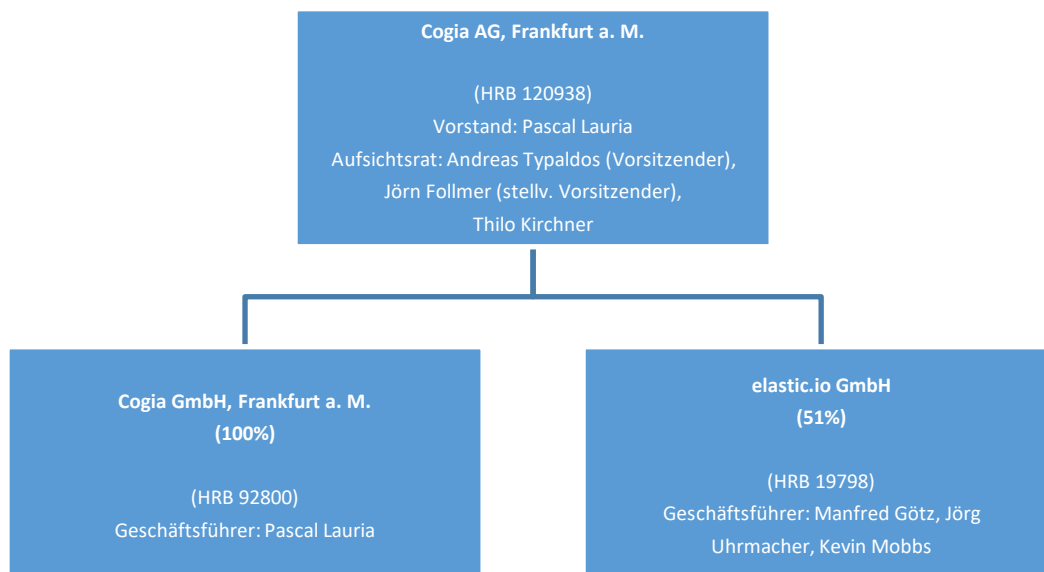 Cogia AG, Frankfurt a. M.
(HRB 120938)
Vorstand: Pascal Lauria
Aufsichtsrat: Andreas Typaldos (Vorsitzender),
Jörn Follmer (stellv. Vorsitzender),
Thilo Kirchner
Cogia GmbH, Frankfurt a. M.
(100%)
(HRB 92800)
Geschäftsführer: Pascal Lauria
elastic.io GmbH
(51%)
(HRB 19798)
Geschäftsführer: Manfred Götz, Jörg
Uhrmacher, Kevin Mobbs